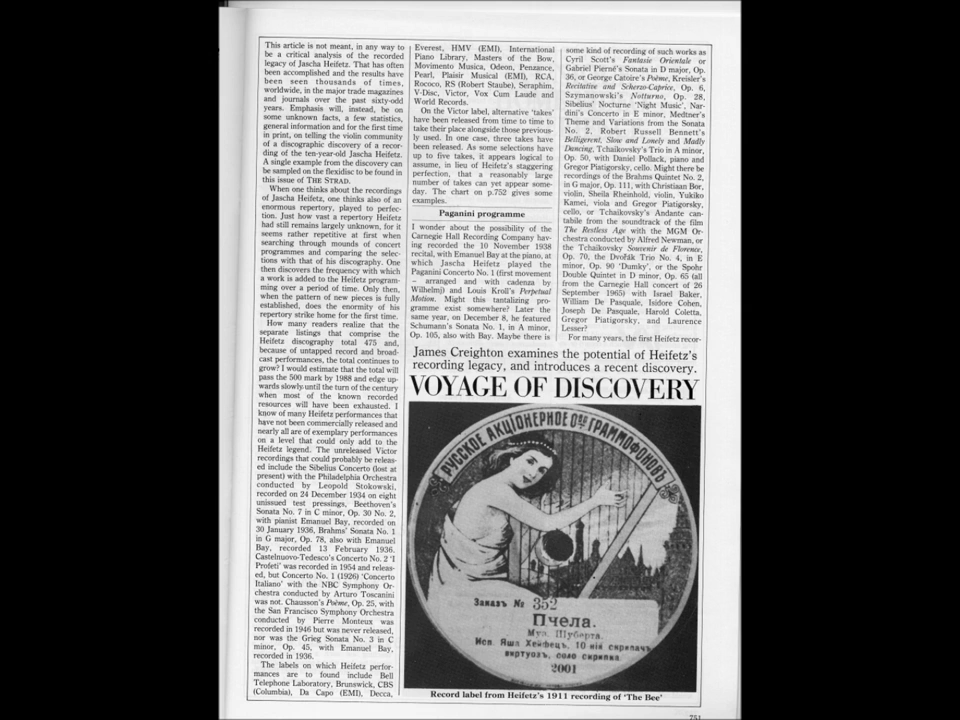 This article is not meant, in any way to
be a critical analysis of the recorded
legacy of Jascha Heifetz. That has often
been accomplished and the results have
been seen thousands of times,
worldwide, in the major trade magazines
and journals over the past sixty-odd
years. Emphasis will, instead, be on
some unknown facts, a few statistics,
general information and for the first time
in print, on telling the violin community
of a discographic discovery of a recor-
ding of the ten-year-old Jascha Heifetz.
A single example from the discovery can
be sampled on the flexidisc to be found in
this issue of THE STRAD.
When one thinks about the recordings
of Jascha Heifetz, one thinks also of an
enormous repertory, played to perfec-
tion. Just how vast a repertory Heifetz
had still remains largely unknown, for it
seems rather repetitive at first when
searching through mounds of concert
programmes and comparing the selec-
tions with that of his discography. One
then discovers the frequency with which
a work is added to the Heifetz program-
ming over a period of time. Only then,
when the pattern of new pieces is fully
established, does the enormity of his
repertory strike home for the first time.
How many readers realize that the
separate listings that comprise the
Heifetz discography total 475 and,
because of untapped record and broad-
cast performances, the total continues to
grow? I would estimate that the total will
pass the 500 mark by 1988 and edge up-
wards slowly until the turn of the century
when most of the known recorded
resources will have been exhausted. I
know of many Heifetz performances that
have not been commercially released and
nearly all are of exemplary performances
on a level that could only add to the
Heifetz legend. The unreleased Victor
recordings that could probably be releas-
ed include the Sibelius Concerto (lost at
present) with the Philadelphia Orchestra
conducted by Leopold Stokowski,
recorded on 24 December 1934 on eight
unissued test pressings, Beethoven's
Sonata No. 7 in C minor, Op. 30 No. 2,
with pianist Emanuel Bay, recorded on
30 January 1936, Brahms' Sonata No. 1
in G major, Op. 78, also with Emanuel
Bay, recorded 13 February 1936.
Castelnuovo-Tedesco's Concerto No. 2 'I
Profeti' was recorded in 1954 and releas-
ed, but Concerto No. 1 (1926) 'Concerto
Italiano' with the NBC Symphony Or-
chestra conducted by Arturo Toscanini
was not. Chausson's Poème, Op. 25, with
the San Francisco Symphony Orchestra
conducted by Pierre Monteux was
recorded in 1946 but was never released,
nor was the Grieg Sonata No. 3 in C
minor, Op. 45, with Emanuel Bay,
recorded in 1936.
The labels on which Heifetz perfor-
mances are to found include Bell
Telephone Laboratory, Brunswick, CBS
(Columbia), Da Capo (EMI), Decca,
Everest, HMV (EMI), International
Piano Library, Masters of the Bow,
Movimento Musica, Odeon, Penzance,
Pearl, Plaisir Musical (EMI), RCA,
Rococo, RS (Robert Staube), Seraphim,
V-Disc, Victor, Vox Cum Laude and
World Records.
On the Victor label, alternative 'takes'
have been released from time to time to
take their place alongside those previous-
ly used. In one case, three takes have
been released. As some selections have
up to five takes, it appears logical to
assume, in lieu of Heifetz's staggering
perfection, that a reasonably large
number of takes can yet appear some-
day. The chart on p.752 gives some
examples.
Paganini programme
I wonder about the possibility of the
Carnegie Hall Recording Company hav-
ing recorded the 10 November 1938
recital, with Emanuel Bay at the piano, at
which Jascha Heifetz played the
Paganini Concerto No. 1 (first movement
– arranged and with cadenza by
Wilhelmj) and Louis Kroll's Perpetual
Motion. Might this tantalizing pro-
gramme exist somewhere? Later the
same year, on December 8, he featured
Schumann's Sonata No. 1, in A minor,
Op. 105, also with Bay. Maybe there is
some kind of recording of such works as
Cyril Scott's Fantasie Orientale or
Gabriel Pierné's Sonata in D major, Op.
36, or George Catoire's Poème, Kreisler's
Recitative and Scherzo-Caprice, Op. 6,
Szymanowski's Notturno, Op. 28,
Sibelius' Nocturne 'Night Music', Nar-
dini's Concerto in E minor, Medtner's
Theme and Variations from the Sonata
No. 2, Robert Russell Bennett's
Belligerent, Slow and Lonely and Madly
Dancing, Tchaikovsky's Trio in A minor,
Op. 50, with Daniel Pollack, piano and
Gregor Piatigorsky, cello. Might there be
recordings of the Brahms Quintet No. 2,
in G major, Op. 111, with Christiaan Bor,
violin, Sheila Rheinhold, violin, Yukiko
Kamei, viola and Gregor Piatigorsky,
cello, or Tchaikovsky's Andante can-
tabile from the soundtrack of the film
The Restless Age with the MGM Or-
chestra conducted by Alfred Newman, or
the Tchaikovsky Souvenir de Florence,
Op. 70, the Dvořák Trio No. 4, in E
minor, Op. 90 'Dumky', or the Spohr
Double Quintet in D minor, Op. 65 (all
from the Carnegie Hall concert of 26
September 1965) with Israel Baker,
William De Pasquale, Isidore Cohen,
Joseph De Pasquale, Harold Coletta,
Gregor Piatigorsky, and Laurence
Lesser?
For many years, the first Heifetz recor-
James Creighton examines the potential of Heifetz's
recording legacy, and introduces a recent discovery.
VOYAGE OF DISCOVERY
РУССКОЕ АКЦIОНЕРНОЕ О-во ГРАММОФОНОВЪ
Заказъ № 352
Пчела.
Муз. Шуберта.
Исп. Яша Хейфецъ, 10 нiя скрипачъ
виртуозъ, соло скрипка
2001
Record label from Heifetz's 1911 recording of 'The Bee'
751